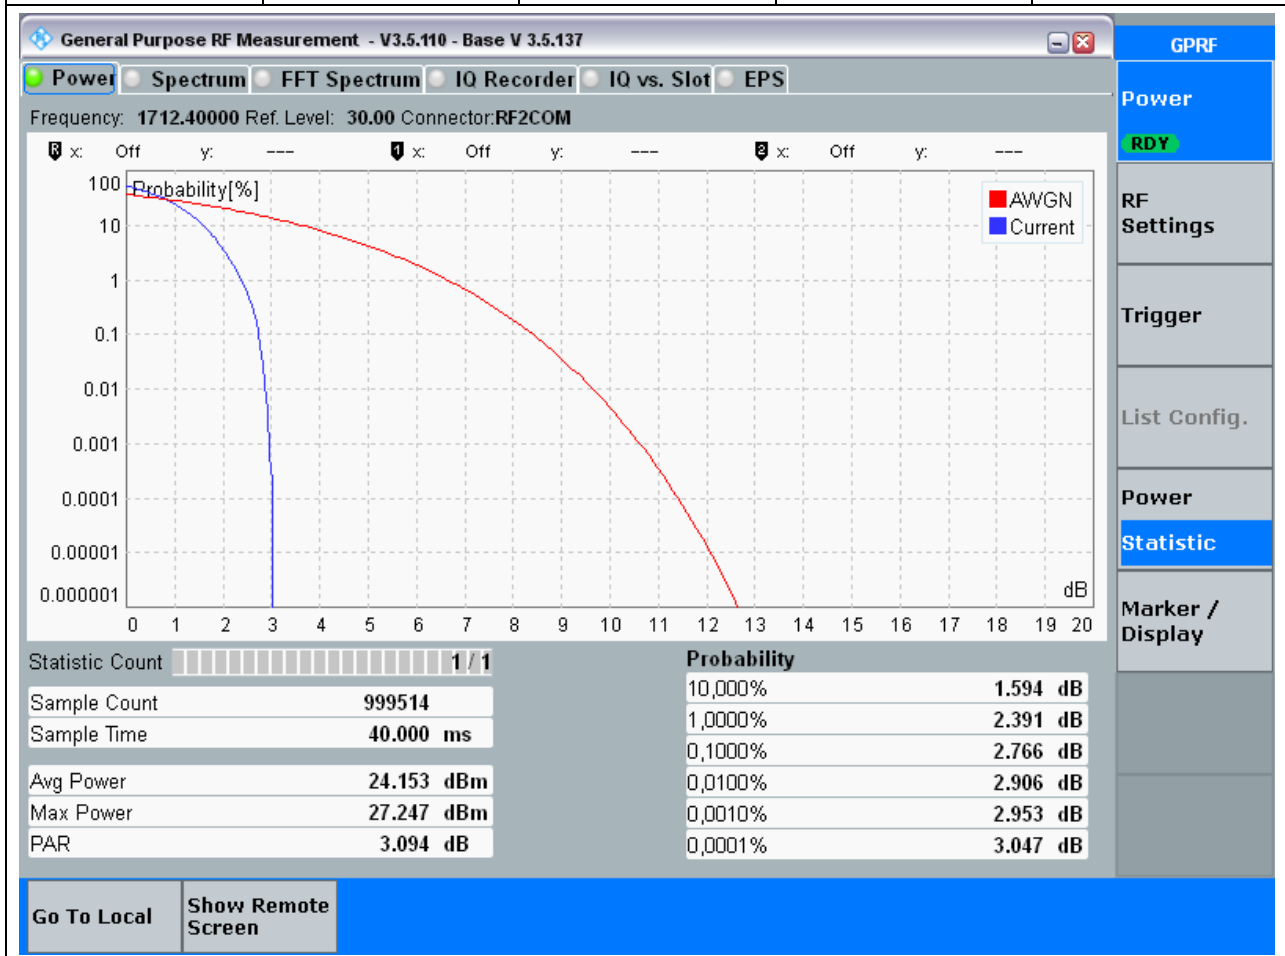 General Purpose RF Measurement - V3.5.110 - Base V 3.5.137
GPRF
Power Spectrum FFT Spectrum IQ Recorder IQ vs. Slot EPS
Frequency: 1712.40000 Ref. Level: 30.00 Connector:RF2COM
R x: Off y: --- 1 x: Off y: --- 2 x: Off y: ---
Probability[%]
AWGN
Current
100
10
1
0.1
0.01
0.001
0.0001
0.00001
0.000001
dB
0 1 2 3 4 5 6 7 8 9 10 11 12 13 14 15 16 17 18 19 20
Statistic Count 1 / 1
Sample Count 999514
Sample Time 40.000 ms
Avg Power 24.153 dBm
Max Power 27.247 dBm
PAR 3.094 dB
Probability
10,000% 1.594 dB
1,0000% 2.391 dB
0,1000% 2.766 dB
0,0100% 2.906 dB
0,0010% 2.953 dB
0,0001% 3.047 dB
Power
RDY
RF
Settings
Trigger
List Config.
Power
Statistic
Marker /
Display
Go To Local
Show Remote
Screen